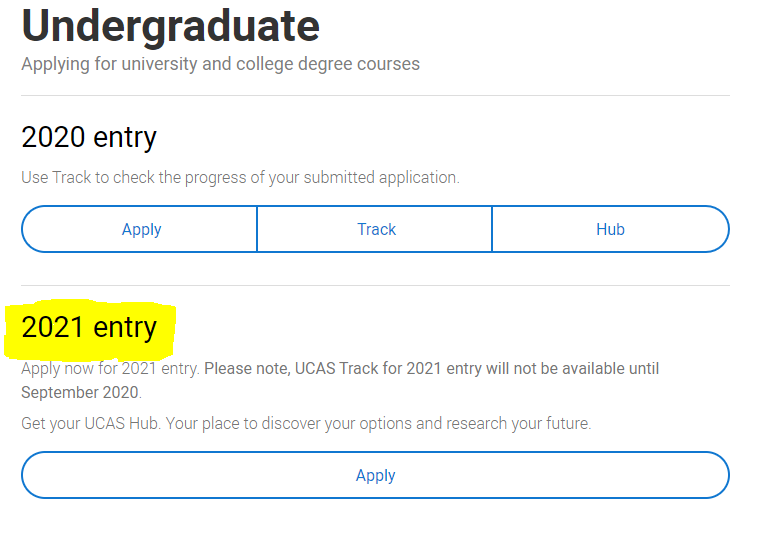 Undergraduate
Applying for university and college degree courses
2020 entry
Use Track to check the progress of your submitted application.
Apply Track Hub
2021 entry
Apply now for 2021 entry. Please note, UCAS Track for 2021 entry will not be available until
September 2020.
Get your UCAS Hub. Your place to discover your options and research your future.
Apply